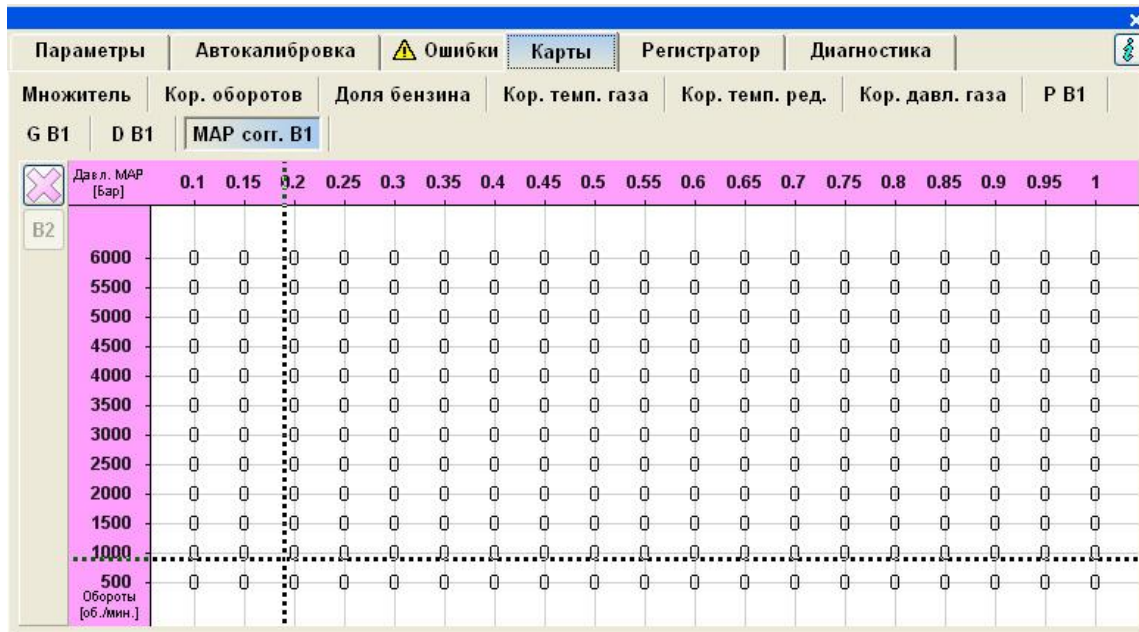 Параметры Автокалибровка Ошибки Карты Регистратор Диагностика
Множитель Кор. оборотов Доля бензина Кор. темп. газа Кор. темп. ред. Кор. давл. газа P B1
G B1 D B1 MAP corr. B1
Давл. MAP 0.1 0.15 0.2 0.25 0.3 0.35 0.4 0.45 0.5 0.55 0.6 0.65 0.7 0.75 0.8 0.85 0.9 0.95 1
[Бар]
B2
6000 0 0 0 0 0 0 0 0 0 0 0 0 0 0 0 0 0 0 0
5500 0 0 0 0 0 0 0 0 0 0 0 0 0 0 0 0 0 0 0
5000 0 0 0 0 0 0 0 0 0 0 0 0 0 0 0 0 0 0 0
4500 0 0 0 0 0 0 0 0 0 0 0 0 0 0 0 0 0 0 0
4000 0 0 0 0 0 0 0 0 0 0 0 0 0 0 0 0 0 0 0
3500 0 0 0 0 0 0 0 0 0 0 0 0 0 0 0 0 0 0 0
3000 0 0 0 0 0 0 0 0 0 0 0 0 0 0 0 0 0 0 0
2500 0 0 0 0 0 0 0 0 0 0 0 0 0 0 0 0 0 0 0
2000 0 0 0 0 0 0 0 0 0 0 0 0 0 0 0 0 0 0 0
1500 0 0 0 0 0 0 0 0 0 0 0 0 0 0 0 0 0 0 0
1000 0 0 0 0 0 0 0 0 0 0 0 0 0 0 0 0 0 0 0
500 0 0 0 0 0 0 0 0 0 0 0 0 0 0 0 0 0 0 0
Обороты
[об./мин.]